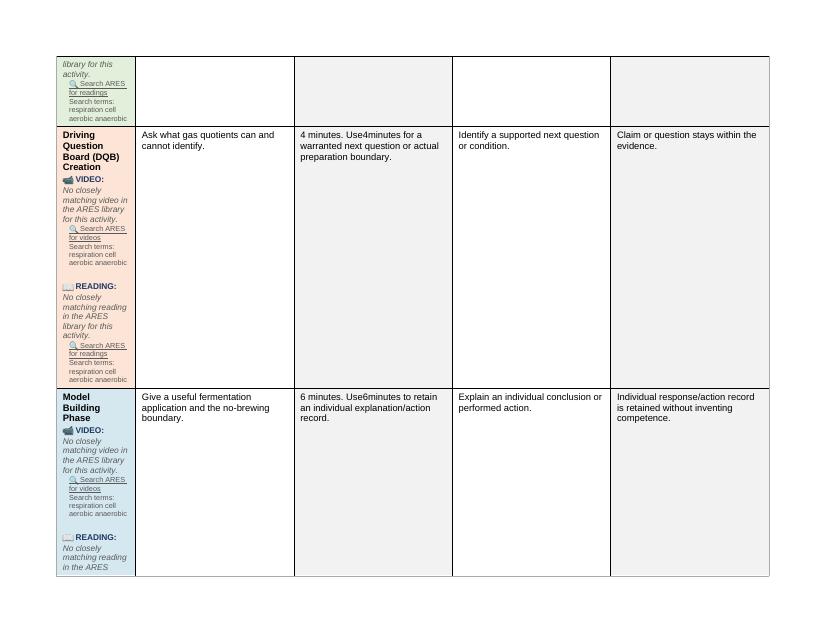 library for this
activity.
🔍 Search ARES
for readings
Search terms:
respiration cell
aerobic anaerobic
Driving
Question
Board (DQB)
Creation
📹 VIDEO:
No closely
matching video in
the ARES library
for this activity.
🔍 Search ARES
for videos
Search terms:
respiration cell
aerobic anaerobic
📖 READING:
No closely
matching reading
in the ARES
library for this
activity.
🔍 Search ARES
for readings
Search terms:
respiration cell
aerobic anaerobic
Ask what gas quotients can and
cannot identify.
4 minutes. Use4minutes for a
warranted next question or actual
preparation boundary.
Identify a supported next question
or condition.
Claim or question stays within the
evidence.
Model
Building
Phase
📹 VIDEO:
No closely
matching video in
the ARES library
for this activity.
🔍 Search ARES
for videos
Search terms:
respiration cell
aerobic anaerobic
📖 READING:
No closely
matching reading
in the ARES
Give a useful fermentation
application and the no-brewing
boundary.
6 minutes. Use6minutes to retain
an individual explanation/action
record.
Explain an individual conclusion or
performed action.
Individual response/action record
is retained without inventing
competence.